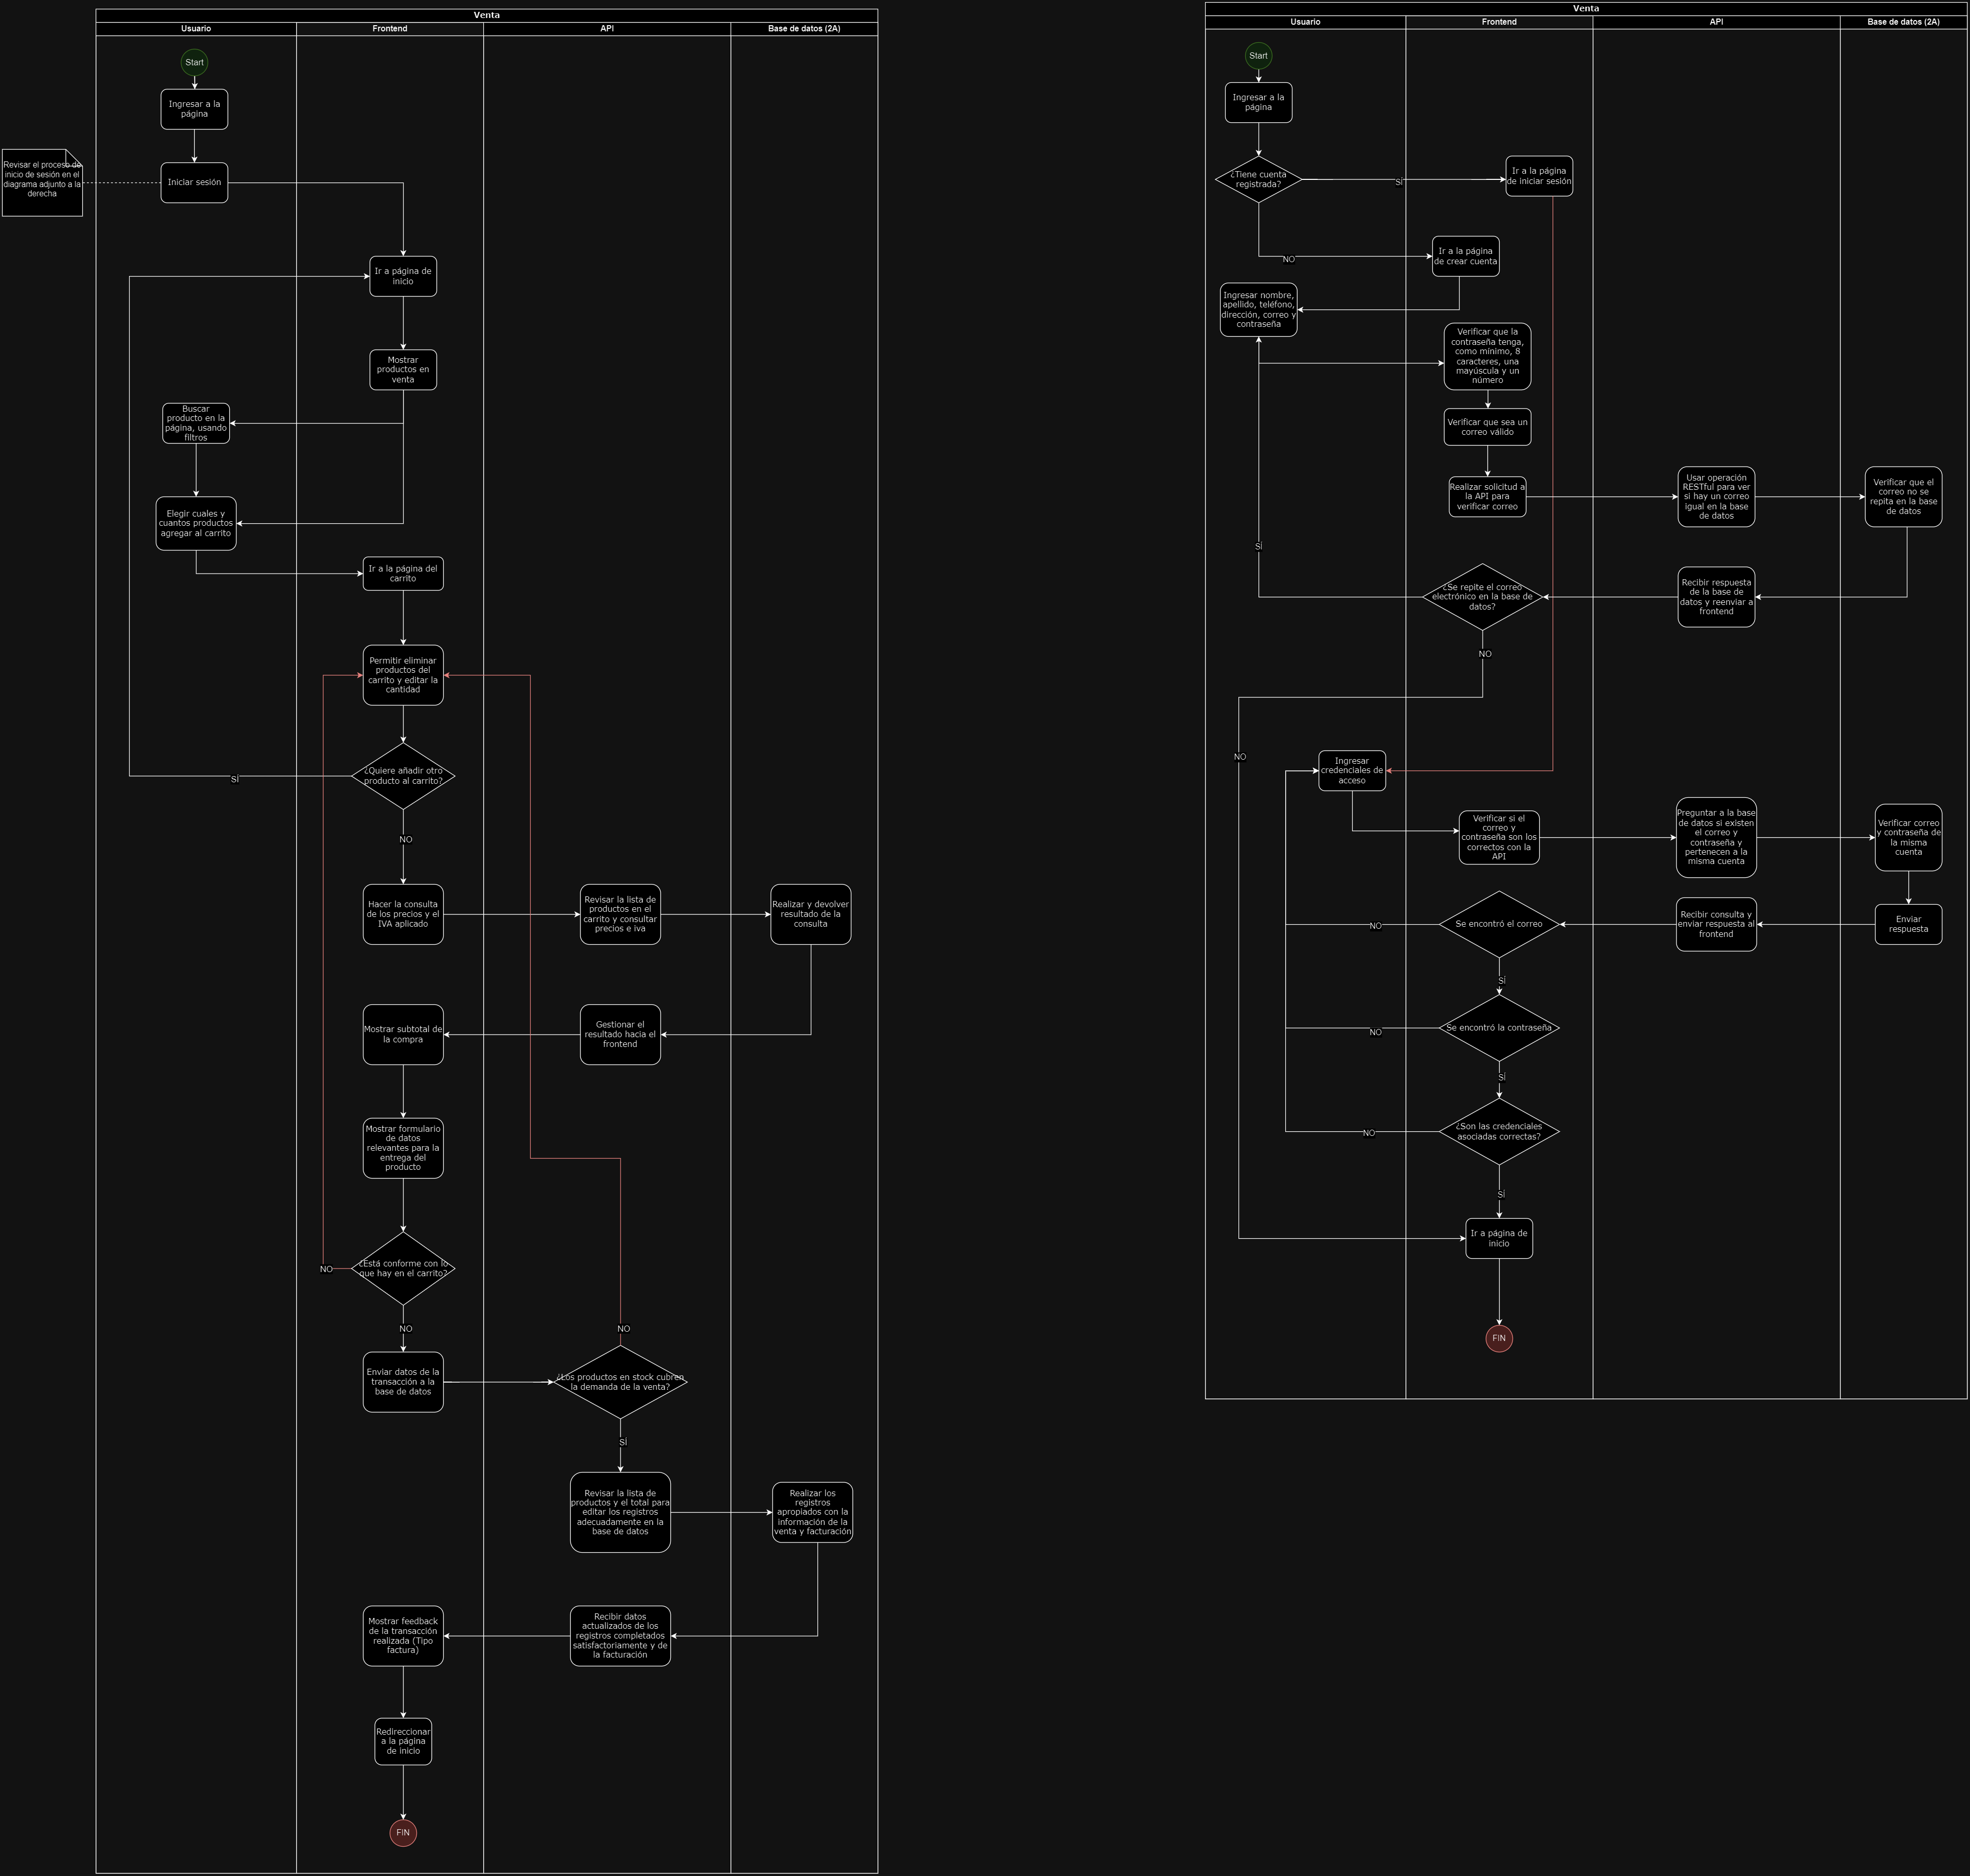 Venta
Usuario
Frontend
API
Base de datos (2A)
Start
Ingresar a la
página
Revisar el proceso de
inicio de sesión en el
diagrama adjunto a la
derecha
Iniciar sesión
Ir a página de
inicio
Mostrar
productos en
venta
Buscar
producto en la
página, usando
filtros
Elegir cuales y
cuantos productos
agregar al carrito
Ir a la página del
carrito
Permitir eliminar
productos del
carrito y editar la
cantidad
¿Quiere añadir otro
producto al carrito?
SÍ
NO
Hacer la consulta
de los precios y el
IVA aplicado
Revisar la lista de
productos en el
carrito y consultar
precios e iva
Realizar y devolver
resultado de la
consulta
Mostrar subtotal de
la compra
Gestionar el
resultado hacia el
frontend
Mostrar formulario
de datos
relevantes para la
entrega del
producto
¿Está conforme con lo
que hay en el carrito?
NO
NO
NO
Enviar datos de la
transacción a la
base de datos
¿Los productos en stock cubren
la demanda de la venta?
SÍ
Revisar la lista de
productos y el total para
editar los registros
adecuadamente en la
base de datos
Realizar los
registros
apropiados con la
información de la
venta y facturación
Mostrar feedback
de la transacción
realizada (Tipo
factura)
Recibir datos
actualizados de los
registros completados
satisfactoriamente y de
la facturación
Redireccionar
a la página
de inicio
FIN
Venta
Usuario
Frontend
API
Base de datos (2A)
Start
Ingresar a la
página
¿Tiene cuenta
registrada?
SÍ
Ir a la página
de iniciar sesión
NO
Ir a la página
de crear cuenta
Ingresar nombre,
apellido, teléfono,
dirección, correo y
contraseña
Verificar que la
contraseña tenga,
como mínimo, 8
caracteres, una
mayúscula y un
número
Verificar que sea un
correo válido
Realizar solicitud a
la API para
verificar correo
Usar operación
RESTful para ver
si hay un correo
igual en la base
de datos
Verificar que el
correo no se
repita en la base
de datos
SÍ
¿Se repite el correo
electrónico en la base de
datos?
Recibir respuesta
de la base de
datos y reenviar a
frontend
NO
NO
Ingresar
credenciales de
acceso
Verificar si el
correo y
contraseña son los
correctos con la
API
Preguntar a la base
de datos si existen
el correo y
contraseña y
pertenecen a la
misma cuenta
Verificar correo
y contraseña de
la misma
cuenta
NO
Se encontró el correo
Recibir consulta y
enviar respuesta al
frontend
Enviar
respuesta
SÍ
NO
Se encontró la contraseña
SÍ
NO
¿Son las credenciales
asociadas correctas?
SÍ
Ir a página de
inicio
FIN